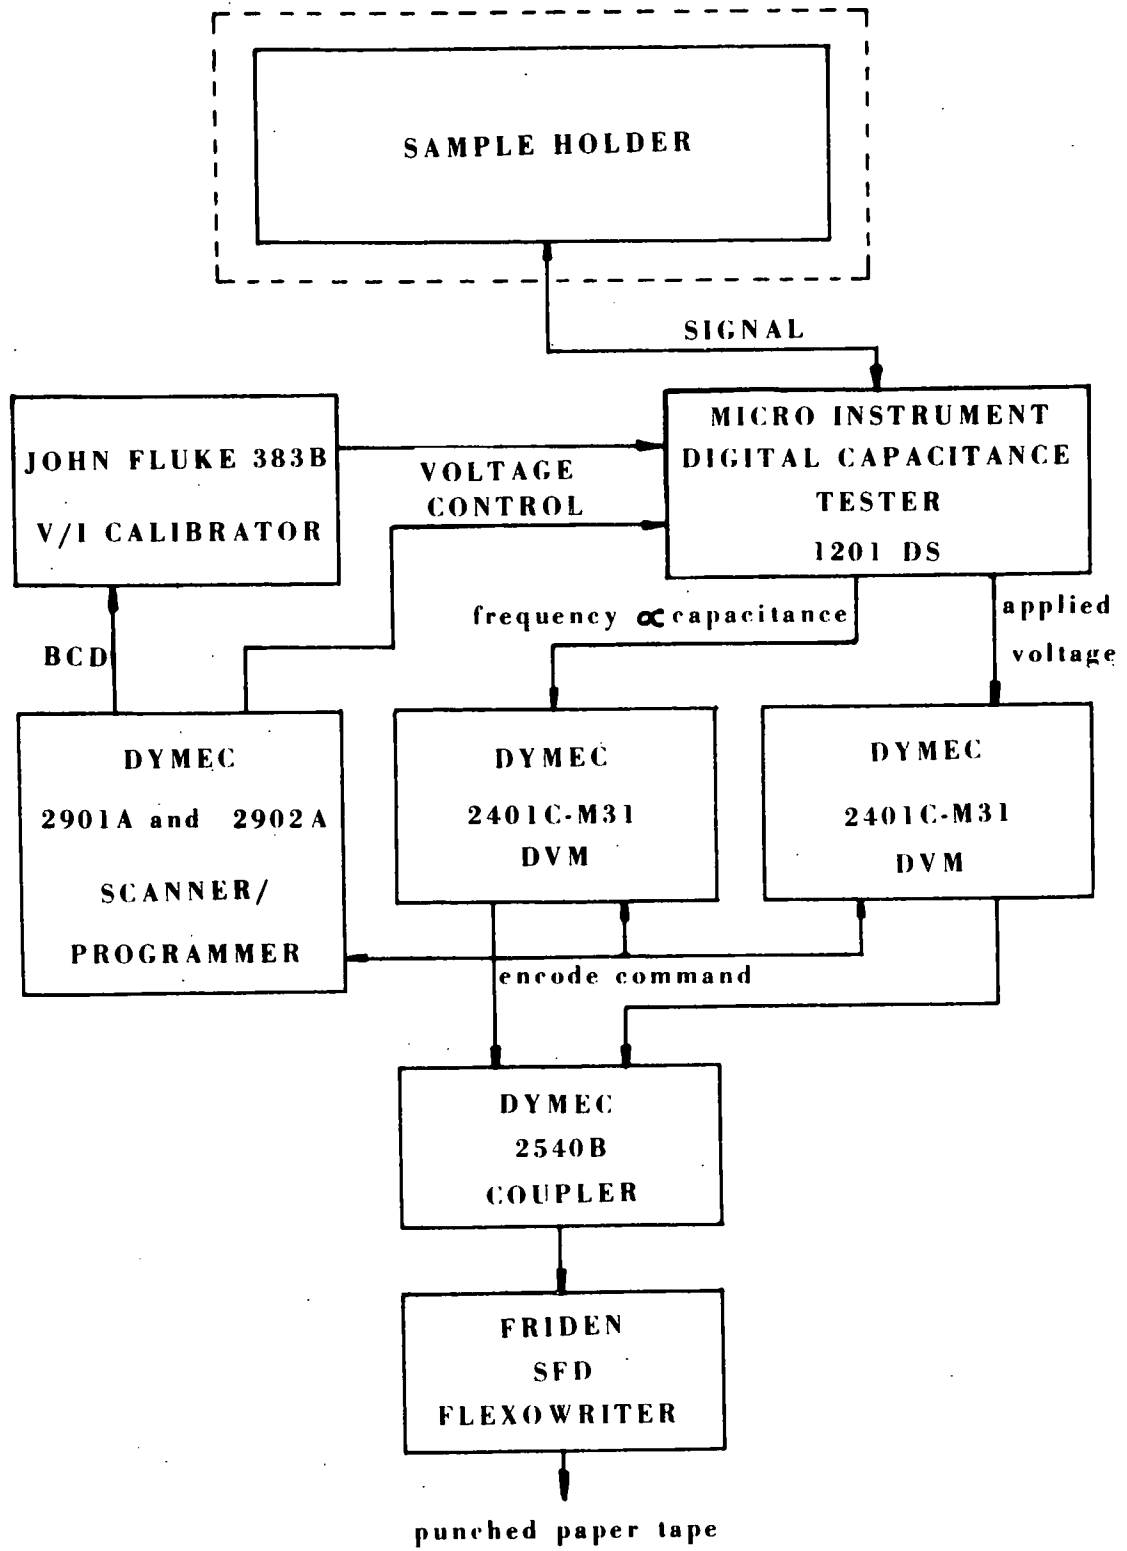 SAMPLE HOLDER
SIGNAL
JOHN FLUKE 383B
V/I CALIBRATOR
VOLTAGE
CONTROL
MICRO INSTRUMENT
DIGITAL CAPACITANCE
TESTER
1201 DS
frequency ∝ capacitance
applied
voltage
BCD
DYMEC
2901A and 2902A
SCANNER/
PROGRAMMER
DYMEC
2401C-M31
DVM
DYMEC
2401C-M31
DVM
encode command
DYMEC
2540B
COUPLER
FRIDEN
SFD
FLEXOWRITER
punched paper tape